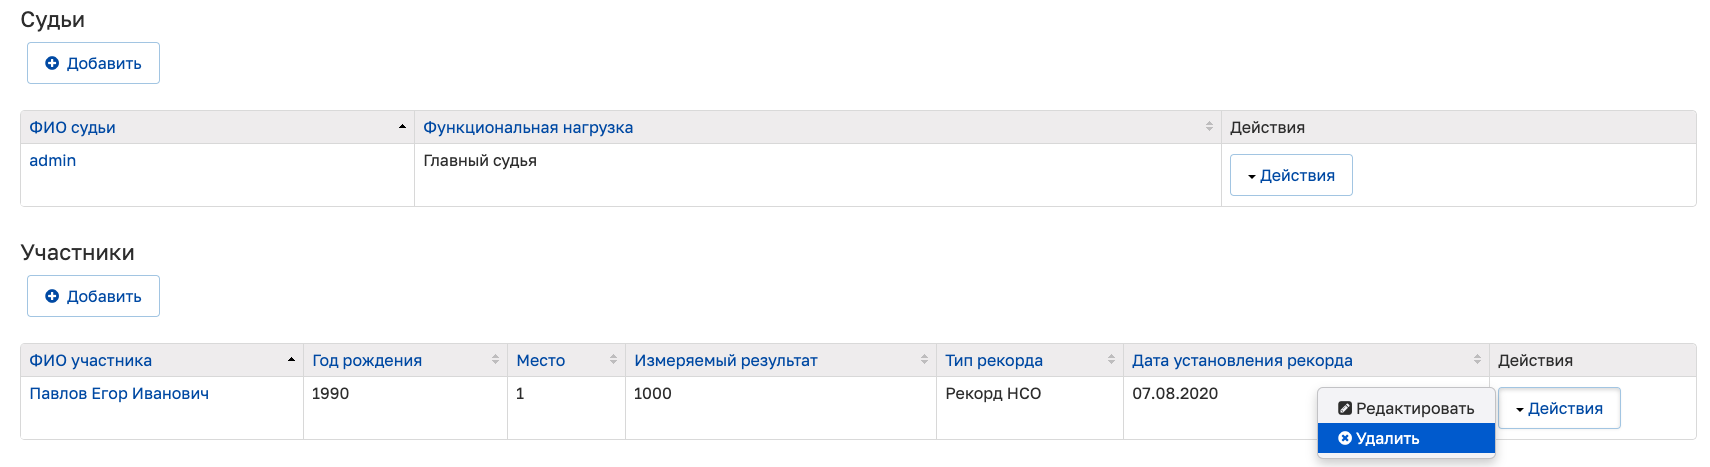 Судьи
Добавить
ФИО судьи Функциональная нагрузка Действия
admin Главный судья Действия
Участники
Добавить
ФИО участника Год рождения Место Измеряемый результат Тип рекорда Дата установления рекорда Действия
Павлов Егор Иванович 1990 1 1000 Рекорд НСО 07.08.2020 Действия
Редактировать
Удалить